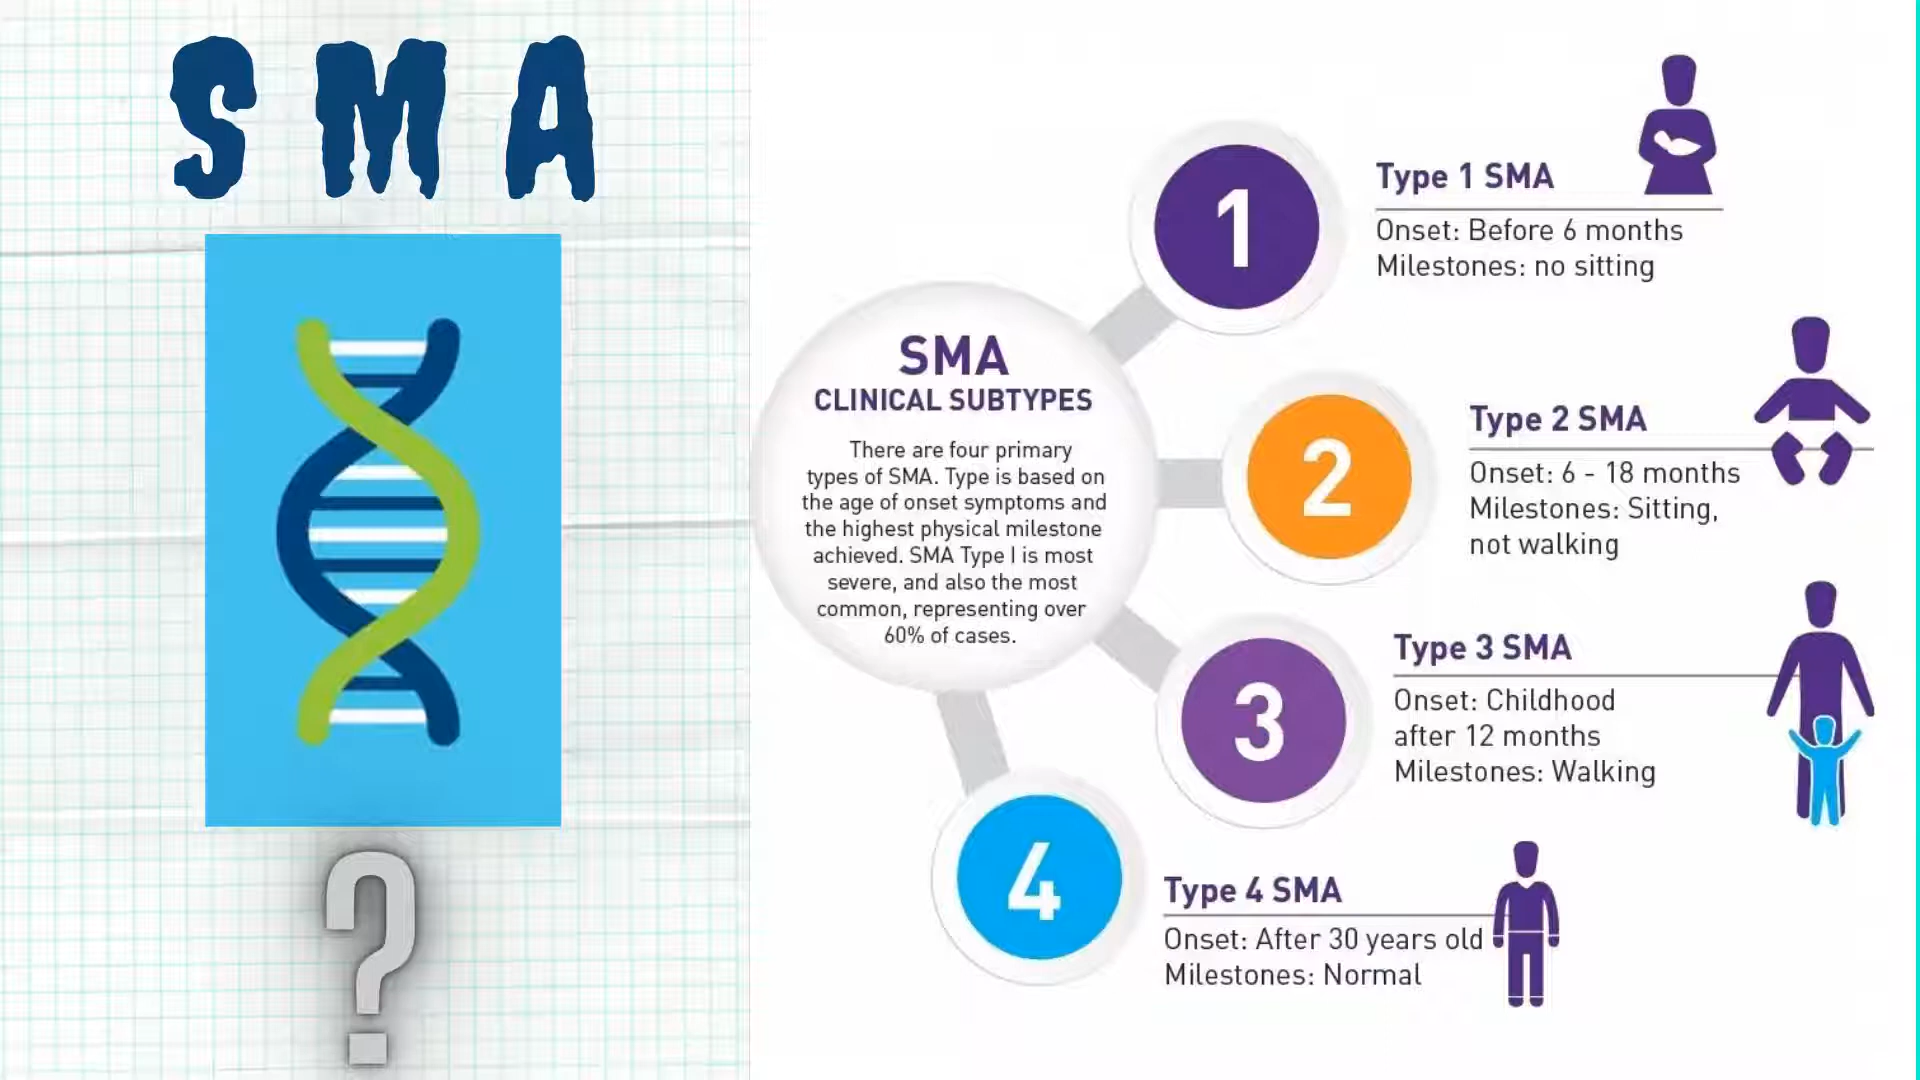 SMA
?
SMA
CLINICAL SUBTYPES
There are four primary
types of SMA. Type is based on
the age of onset symptoms and
the highest physical milestone
achieved. SMA Type I is most
severe, and also the most
common, representing over
60% of cases.
1
Type 1 SMA
Onset: Before 6 months
Milestones: no sitting
2
Type 2 SMA
Onset: 6 - 18 months
Milestones: Sitting,
not walking
3
Type 3 SMA
Onset: Childhood
after 12 months
Milestones: Walking
4
Type 4 SMA
Onset: After 30 years old
Milestones: Normal